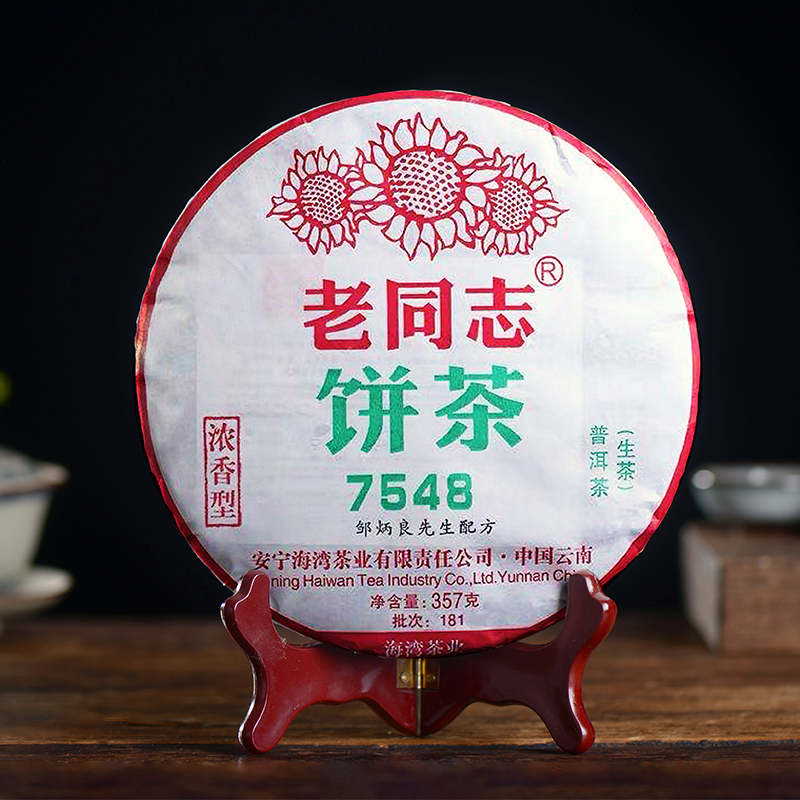 ®
老同志
饼茶
浓香型
普洱茶
(生茶)
7548
邹炳良先生配方
安宁海湾茶业有限责任公司·中国云南
Haiwan Tea Industry Co.,Ltd.Yunnan
净含量: 357克
批次: 181
海湾茶业